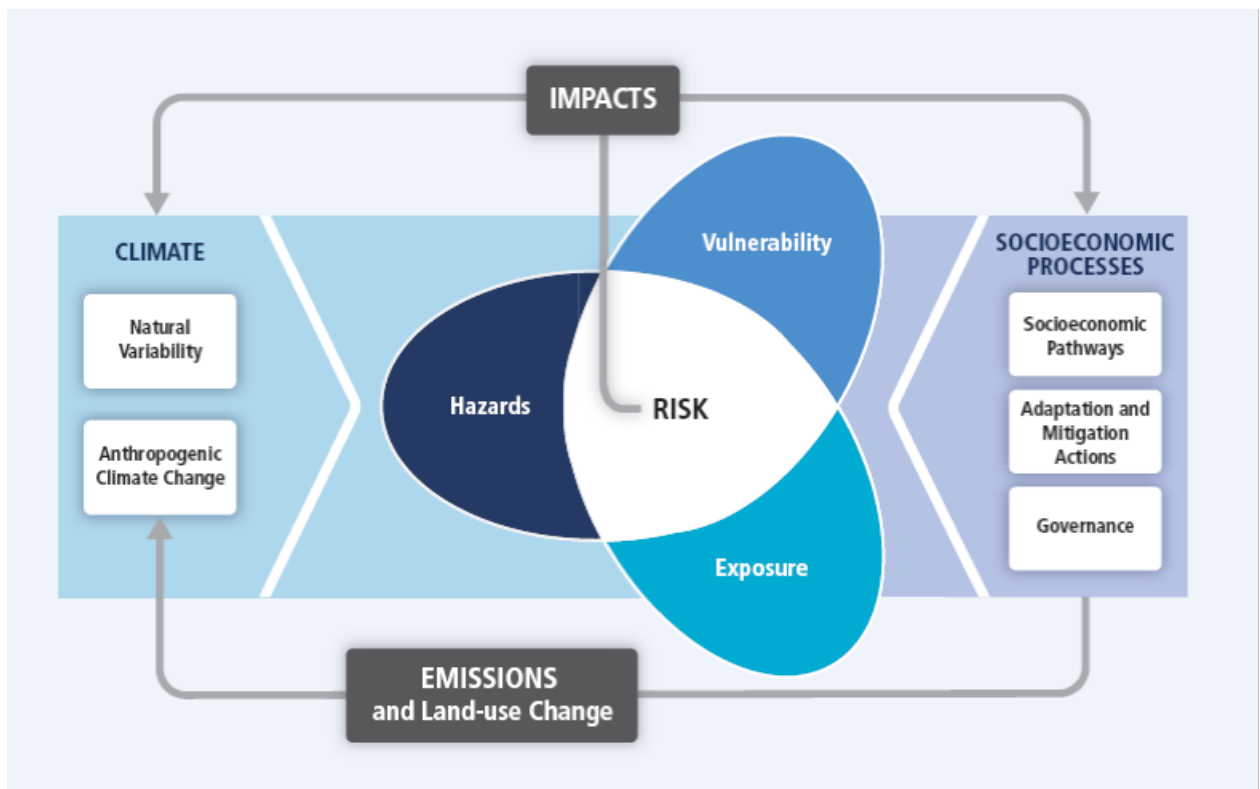 IMPACTS
CLIMATE
Natural
Variability
Anthropogenic
Climate Change
Vulnerability
Hazards
RISK
Exposure
SOCIOECONOMIC
PROCESSES
Socioeconomic
Pathways
Adaptation and
Mitigation
Actions
Governance
EMISSIONS
and Land-use Change